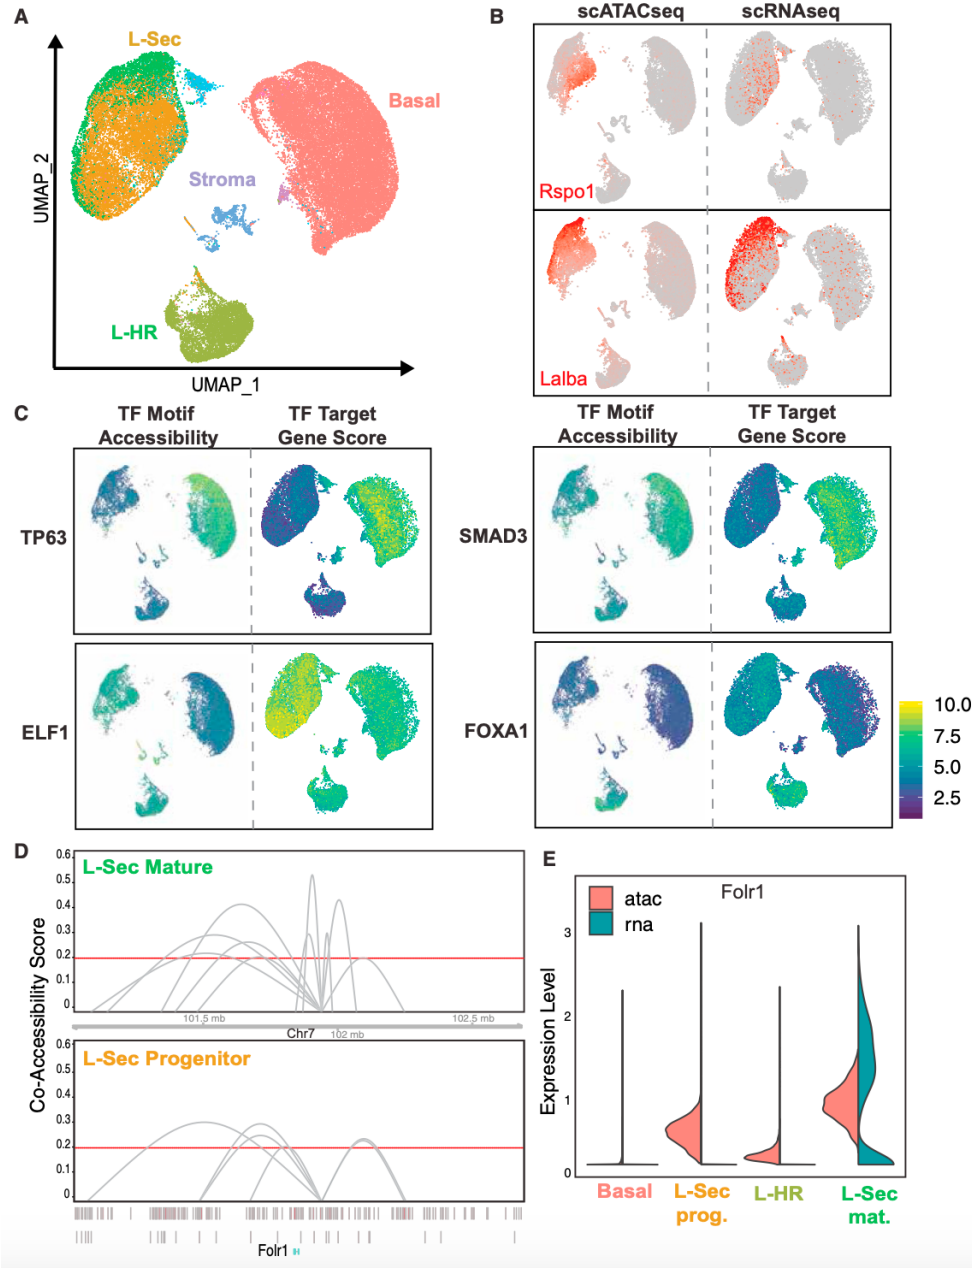 A
L-Sec
Basal
Stroma
L-HR
UMAP_2
UMAP_1
B
scATACseq
scRNAseq
Rspo1
Lalba
C
TF Motif
Accessibility
TF Target
Gene Score
TF Motif
Accessibility
TF Target
Gene Score
TP63
SMAD3
ELF1
FOXA1
10.0
7.5
5.0
2.5
D
Co-Accessibility Score
0.6
L-Sec Mature
0.5
0.4
0.3
0.2
0.1
0
101.5 mb
102.5 mb
Chr7
102 mb
0.6
L-Sec Progenitor
0.5
0.4
0.3
0.2
0.1
0
Folr1
E
Folr1
atac
rna
Expression Level
3
2
1
0
Basal
L-Sec
prog.
L-HR
L-Sec
mat.